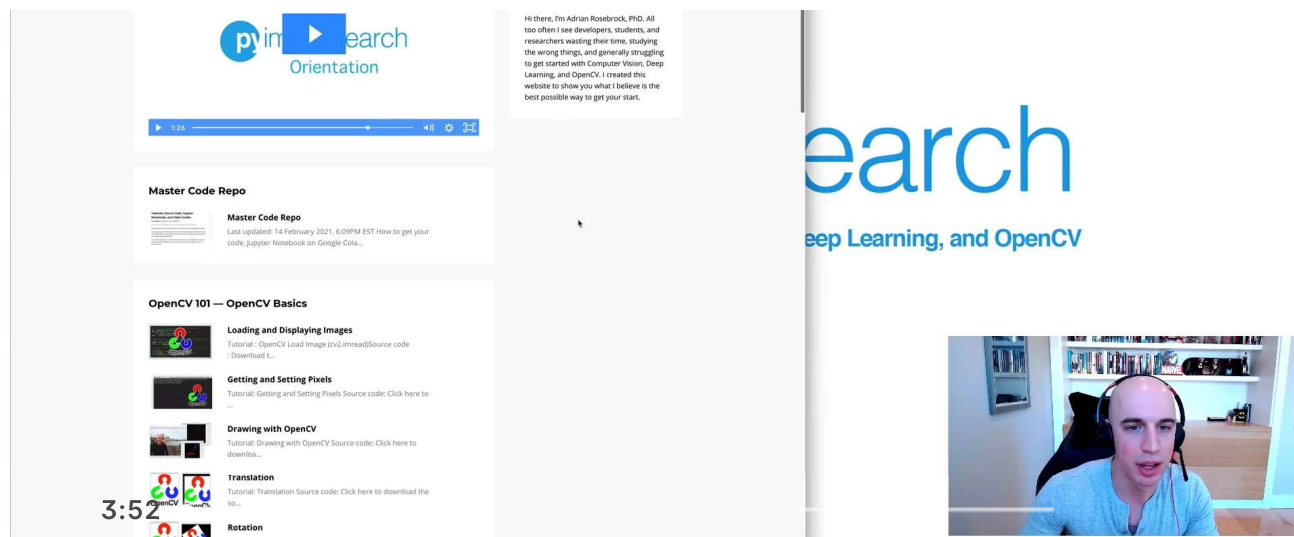 pyim
earch
Orientation
1:26
Hi there, I'm Adrian Rosebrock, PhD. All
too often I see developers, students, and
researchers wasting their time, studying
the wrong things, and generally struggling
to get started with Computer Vision, Deep
Learning, and OpenCV. I created this
website to show you what I believe is the
best possible way to get your start.
Master Code Repo
Master Code Repo
Last updated: 14 February 2021, 6:09PM EST How to get your
code, Jupyter Notebook on Google Cola...
OpenCV 101 — OpenCV Basics
Loading and Displaying Images
Tutorial : OpenCV Load Image (cv2.imread)Source code
: Download t...
Getting and Setting Pixels
Tutorial: Getting and Setting Pixels Source code: Click here to
...
Drawing with OpenCV
Tutorial: Drawing with OpenCV Source code: Click here to
downloa...
Translation
Tutorial: Translation Source code: Click here to download the
so...
Rotation
3:52
earch
eep Learning, and OpenCV
MARVEL